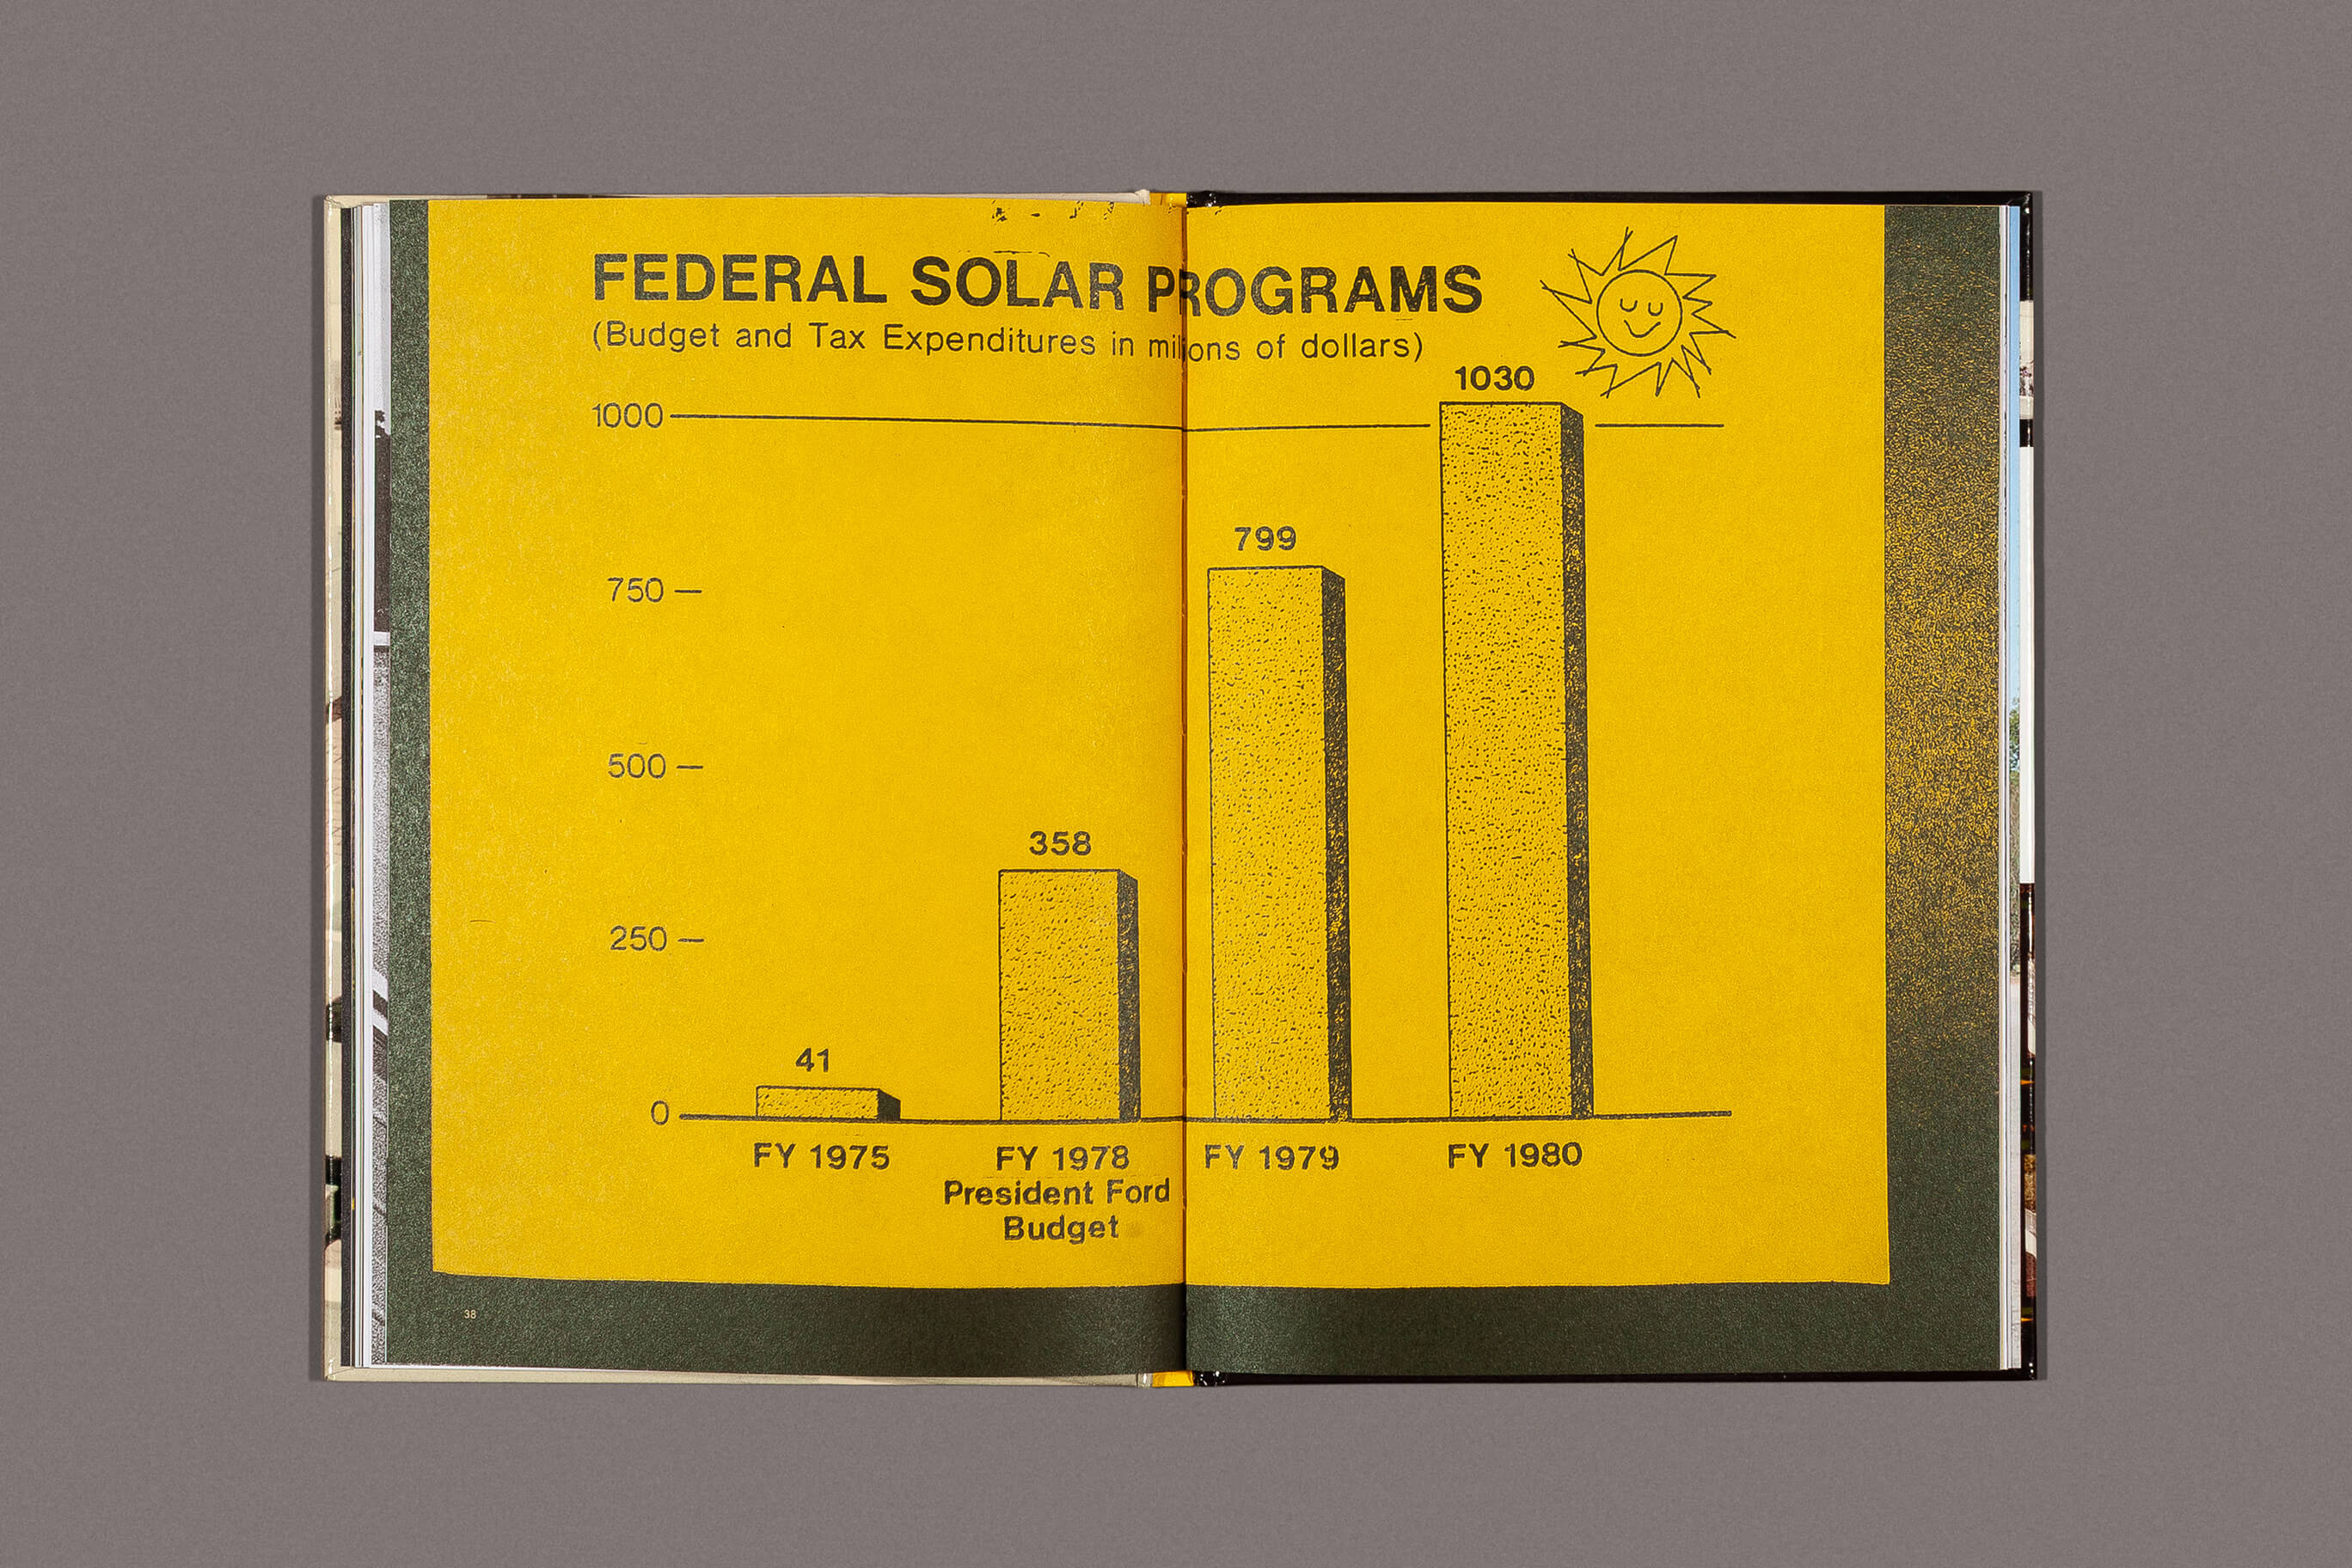 FEDERAL SOLAR PROGRAMS
(Budget and Tax Expenditures in millions of dollars)
1030
1000
799
750
500
358
250
41
0
FY 1975
FY 1978
FY 1979
FY 1980
President Ford
Budget
38